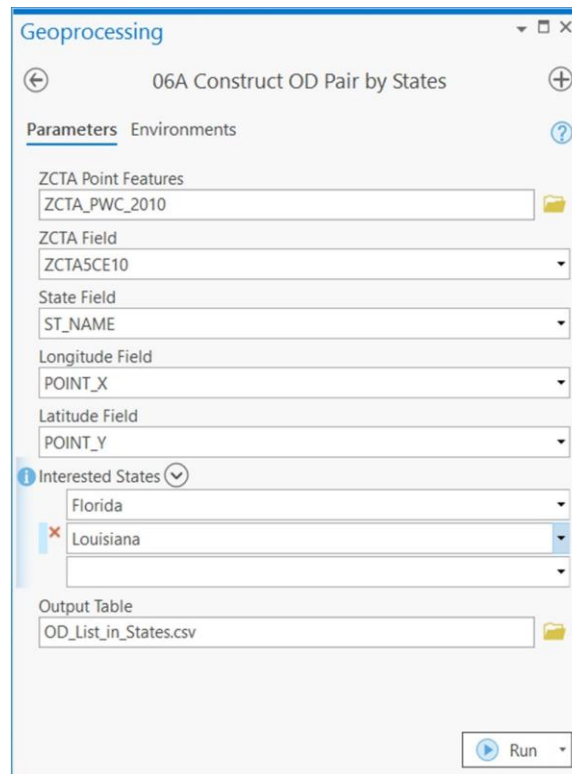 Geoprocessing
06A Construct OD Pair by States
Parameters Environments
ZCTA Point Features
ZCTA_PWC_2010
ZCTA Field
ZCTA5CE10
State Field
ST_NAME
Longitude Field
POINT_X
Latitude Field
POINT_Y
Interested States
Florida
Louisiana
Output Table
OD_List_in_States.csv
Run